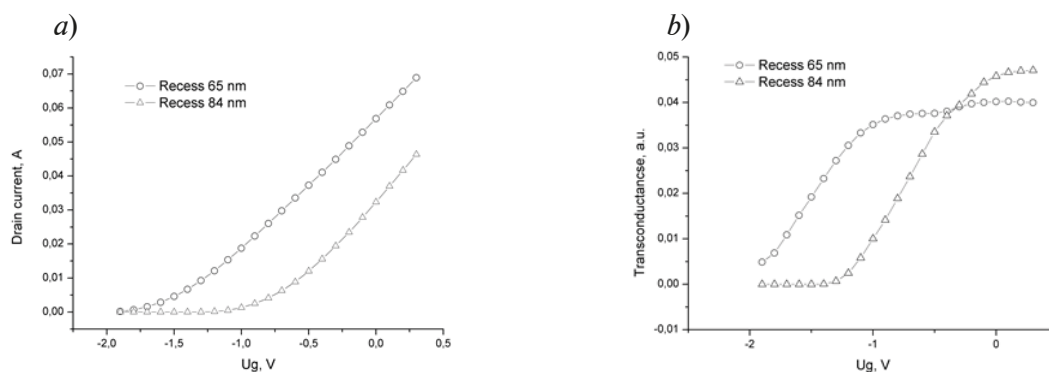 a)
Recess 65 nm
Recess 84 nm
0,07
0,06
0,05
0,04
0,03
0,02
0,01
0,00
Drain current, A
-2,0 -1,5 -1,0 -0,5 0,0 0,5
Ug, V
b)
Recess 65 nm
Recess 84 nm
0,05
0,04
0,03
0,02
0,01
0,00
-0,01
Transconductancse, a.u.
-2 -1 0
Ug, V